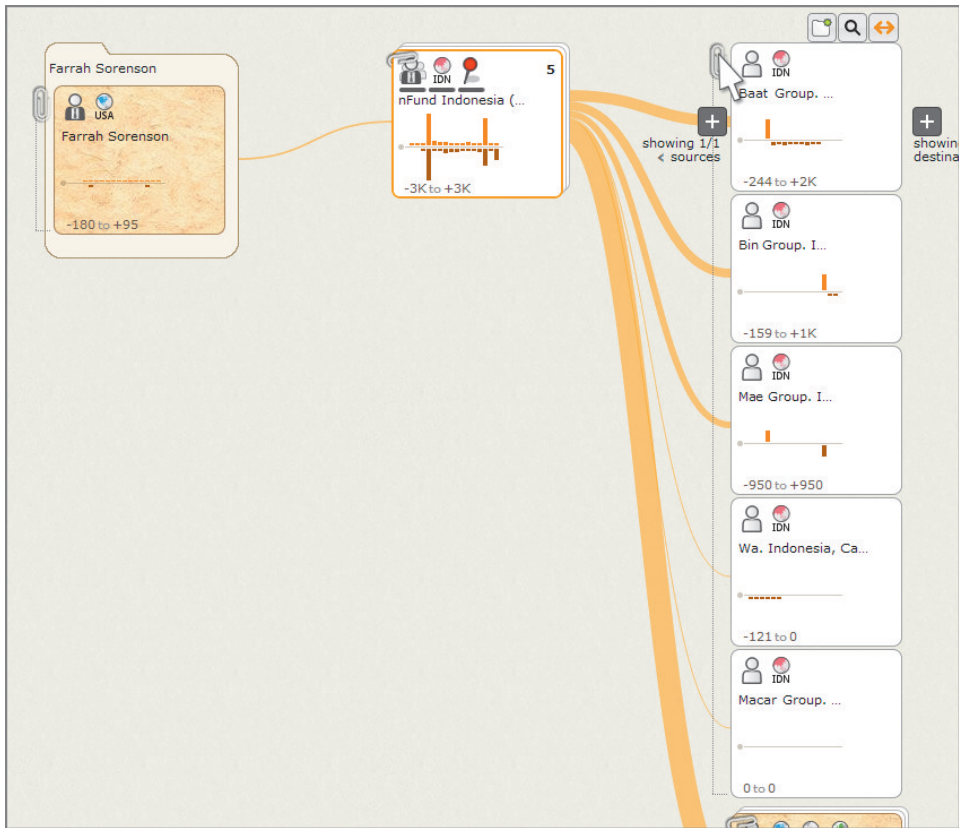 Farrah Sorenson
USA
Farrah Sorenson
-180 to +95
IDN
5
nFund Indonesia (...
-3K to +3K
IDN
Baat Group. ...
showing 1/1
< sources
-244 to +2K
showin
destina
IDN
Bin Group. I...
-159 to +1K
IDN
Mae Group. I...
-950 to +950
IDN
Wa. Indonesia, Ca...
-121 to 0
IDN
Macar Group. ...
0 to 0